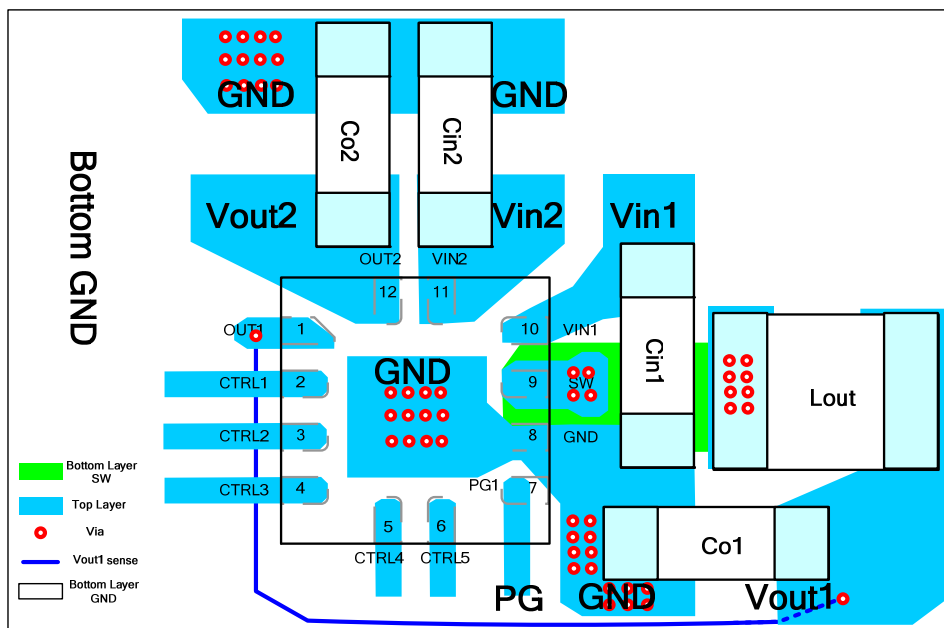 GND
GND
Co2
Cin2
Bottom GND
Vout2
Vin2
Vin1
OUT2
VIN2
12
11
OUT1
1
10
VIN1
GND
Cin1
CTRL1
2
9
SW
Lout
CTRL2
3
8
GND
CTRL3
4
PG1
7
Bottom Layer
SW
Top Layer
Via
Vout1 sense
Bottom Layer
GND
5
6
CTRL4
CTRL5
Co1
PG
GND
Vout1